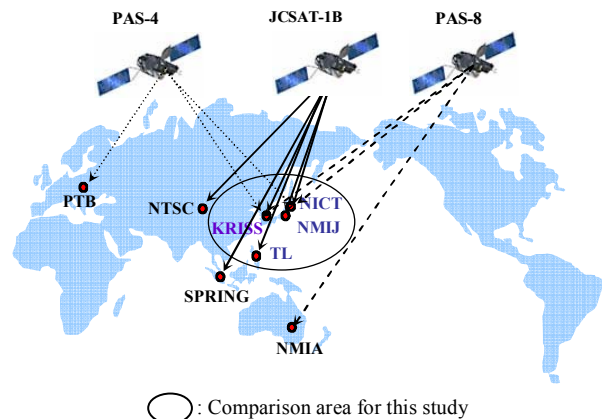 PAS-4
JCSAT-1B
PAS-8
PTB
NTSC
NICT
KRISS
NMIJ
TL
SPRING
NMIA
: Comparison area for this study